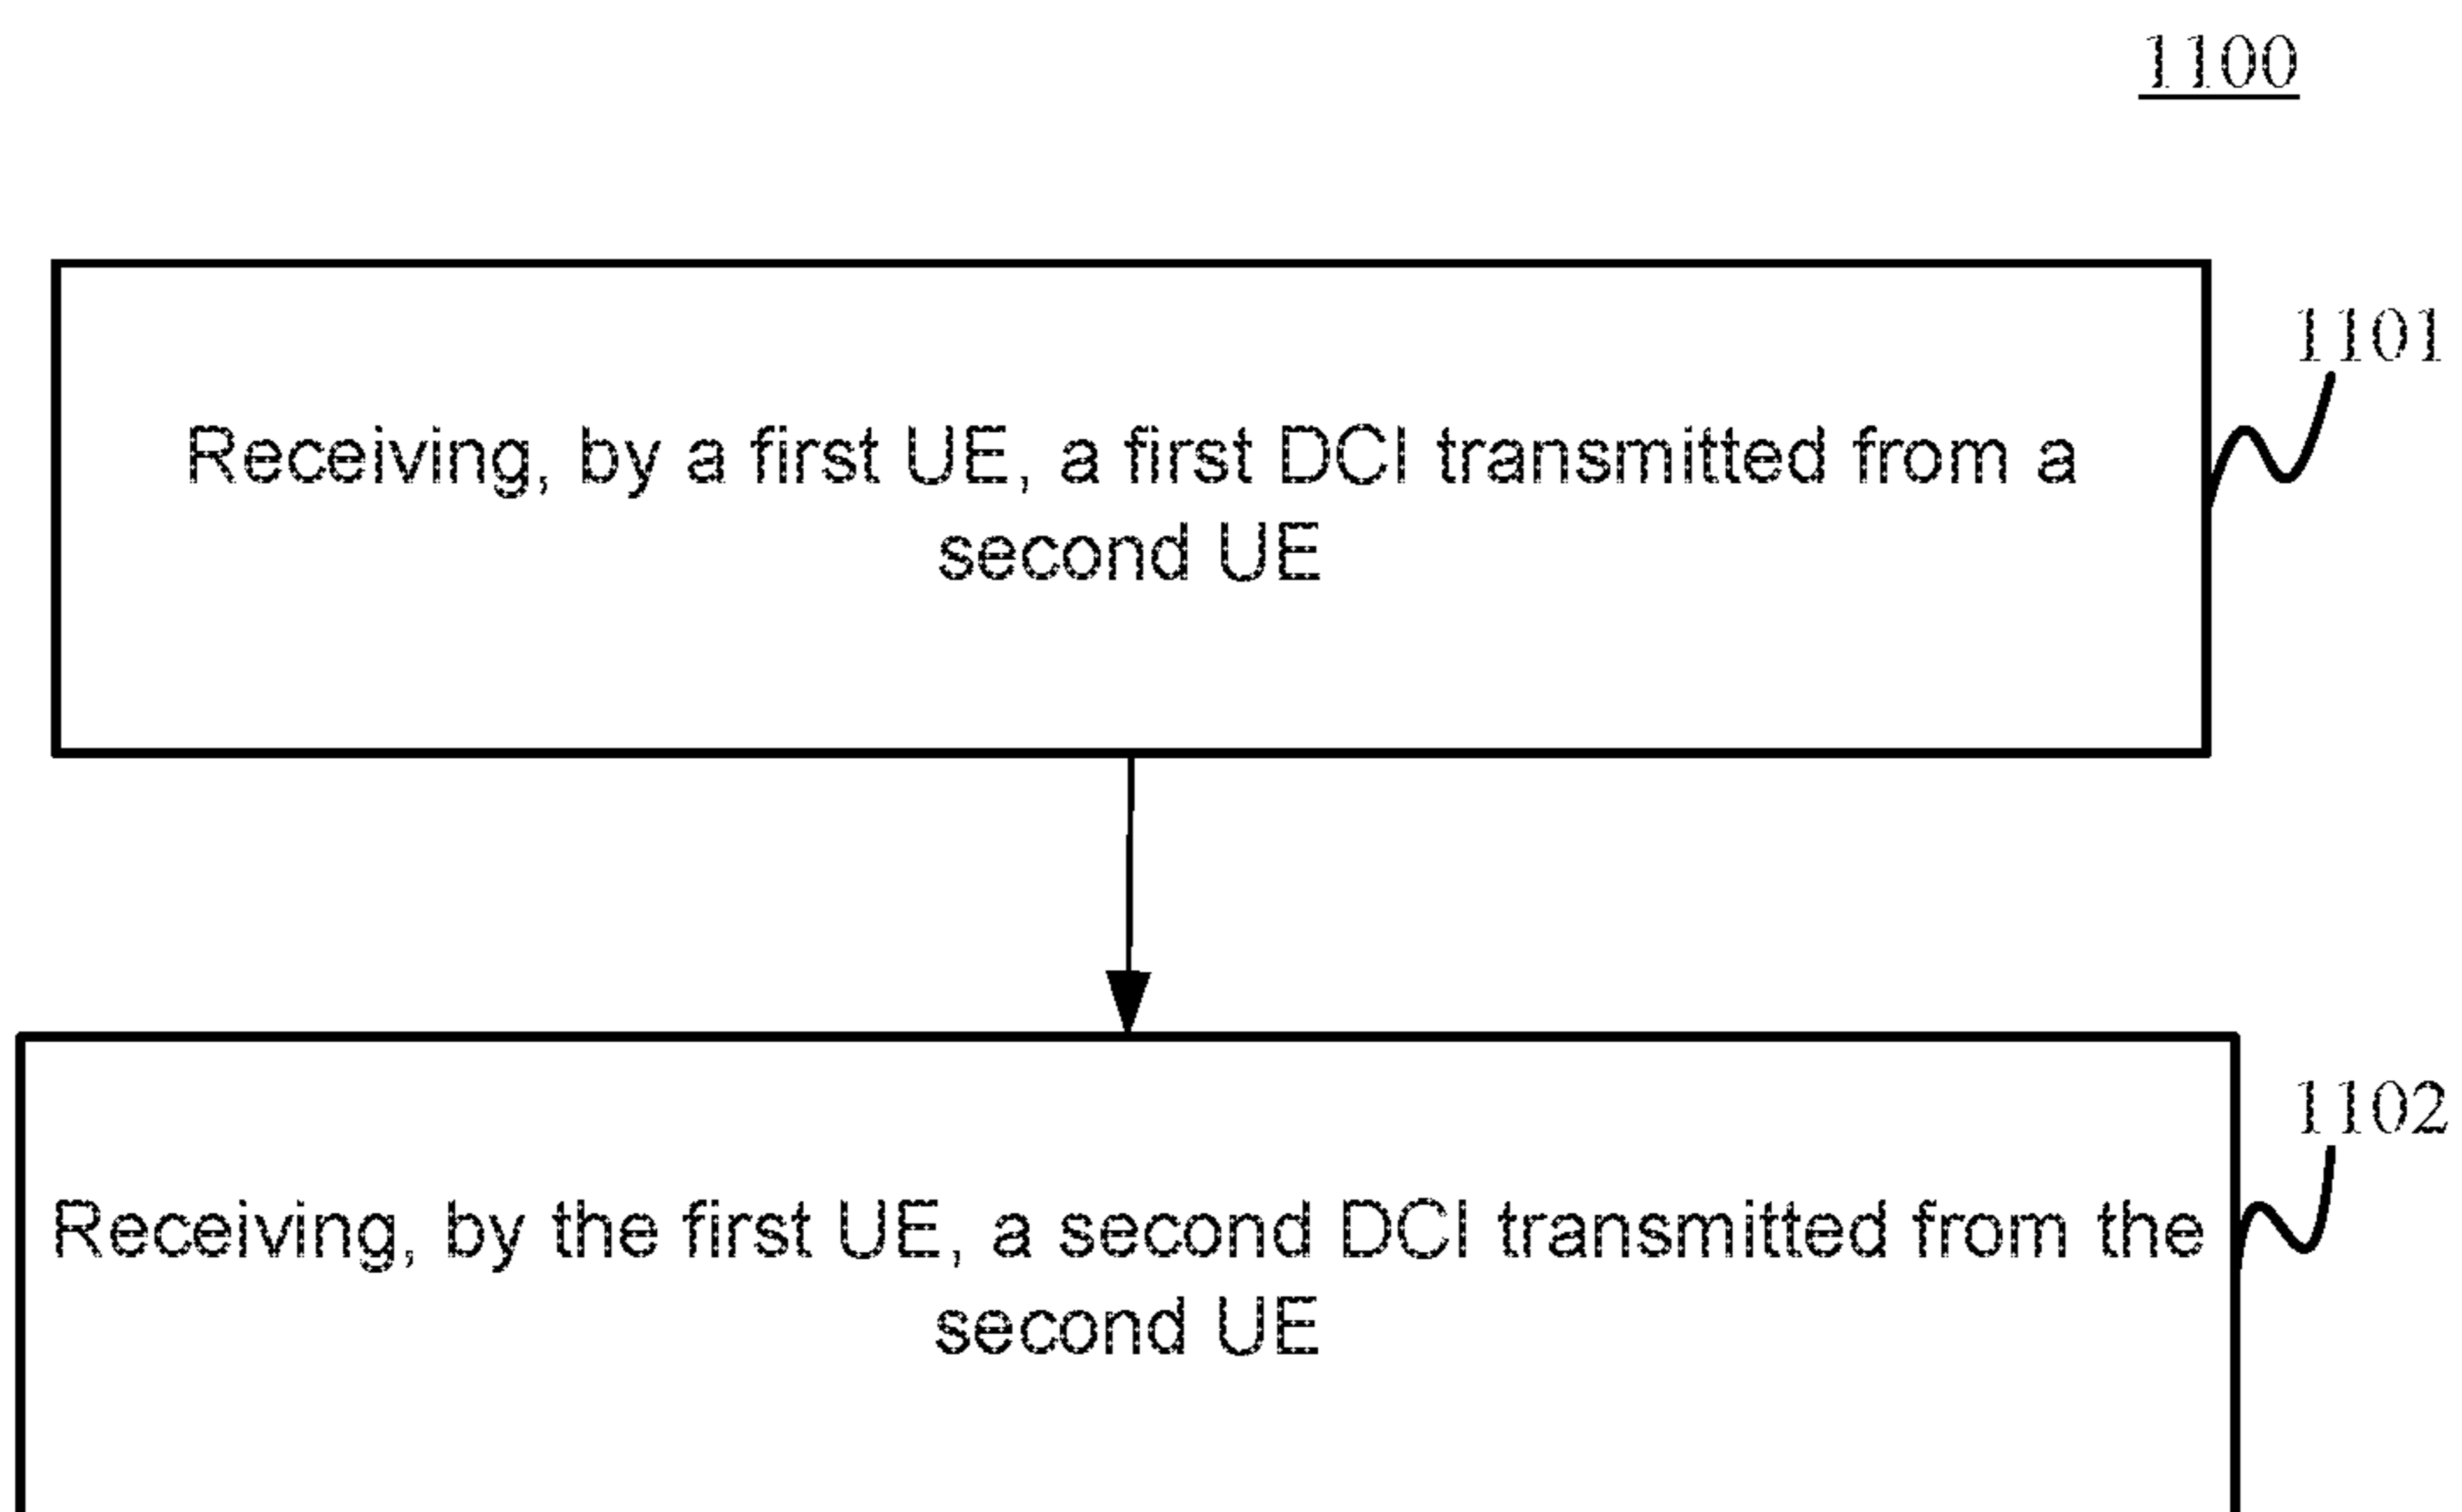 1100
1101
Receiving, by a first UE, a first DCI transmitted from a
second UE
1102
Receiving, by the first UE, a second DCI transmitted from the
second UE